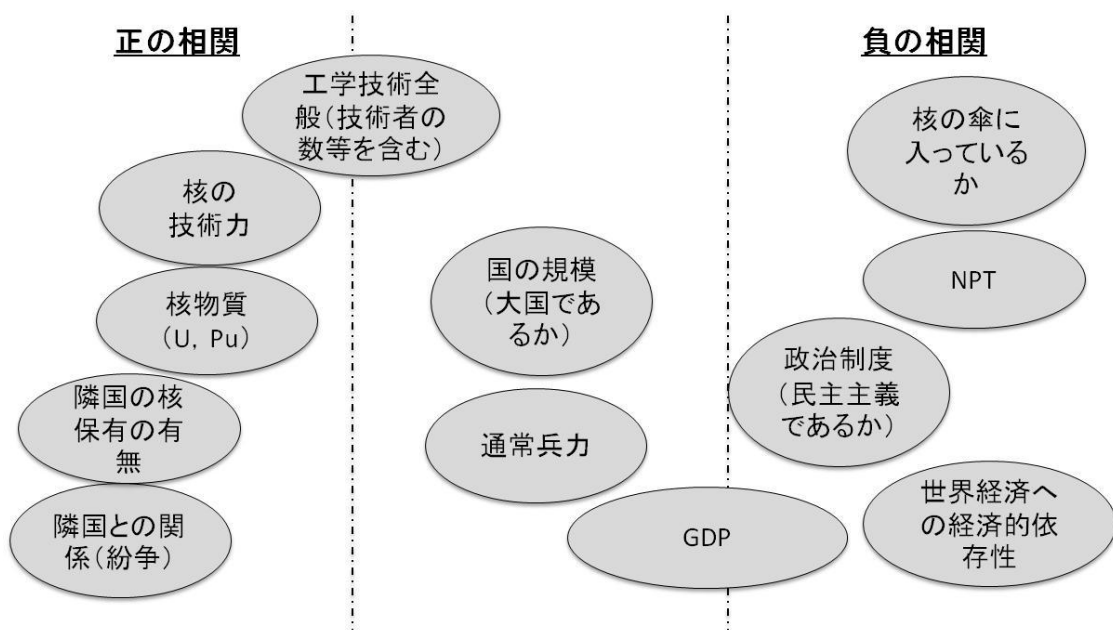 正の相関
負の相関
工学技術全
般（技術者の
数等を含む）
核の
技術力
核物質
（U, Pu）
隣国の核
保有の有
無
隣国との関
係（紛争）
国の規模
（大国であ
るか）
通常兵力
GDP
核の傘に
入っている
か
NPT
政治制度
（民主主義
であるか）
世界経済へ
の経済的依
存性